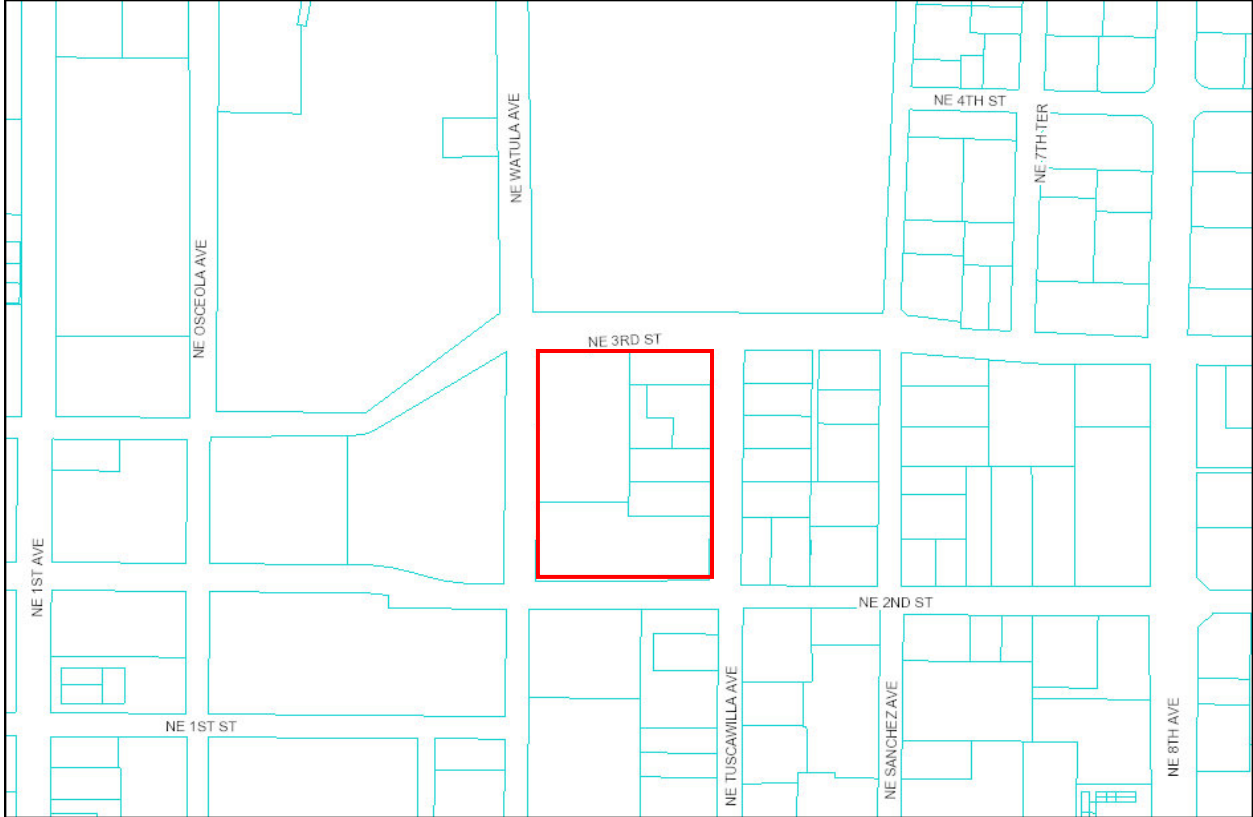 NE 4TH ST
NE 7TH TER
NE WATULA AVE
NE OSCEOLA AVE
NE 3RD ST
NE 1ST AVE
NE 2ND ST
NE TUSCAWILLA AVE
NE SANCHEZ AVE
NE 8TH AVE
NE 1ST ST